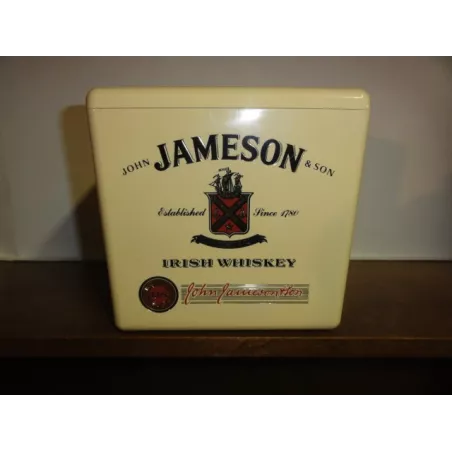 JOHN JAMESON & SON
Established Since 1780
IRISH WHISKEY
John Jameson & Son